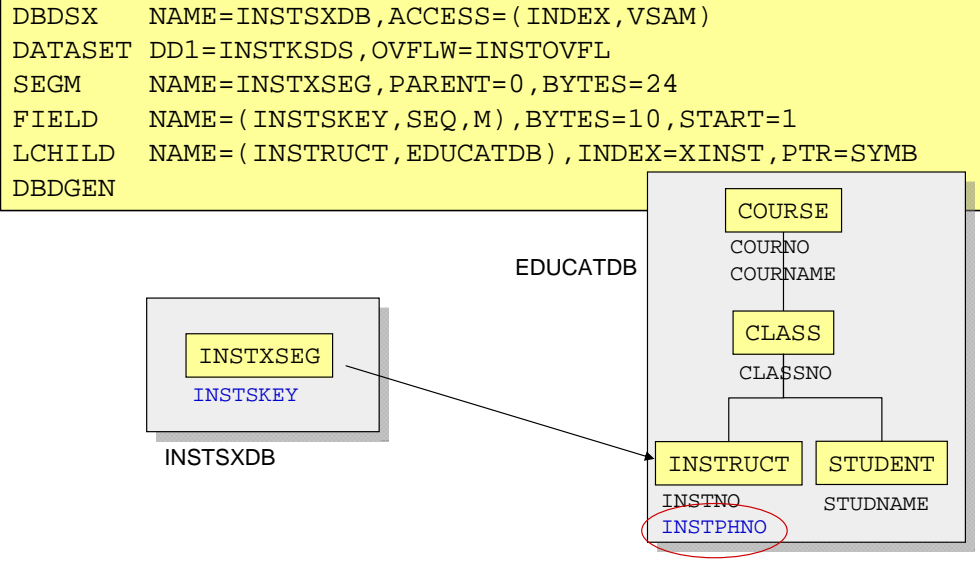 DBDSX NAME=INSTSXDB,ACCESS=(INDEX,VSAM)
DATASET DD1=INSTKSDS,OVFLW=INSTOVFL
SEGM NAME=INSTXSEG,PARENT=0,BYTES=24
FIELD NAME=(INSTSKEY,SEQ,M),BYTES=10,START=1
LCHILD NAME=(INSTRUCT,EDUCATDB),INDEX=XINST,PTR=SYMB
DBDGEN
COURSE
COURNO
COURNAME
EDUCATDB
CLASS
CLASSNO
INSTXSEG
INSTSKEY
INSTSXDB
INSTRUCT
INSTNO
INSTPHNO
STUDENT
STUDNAME